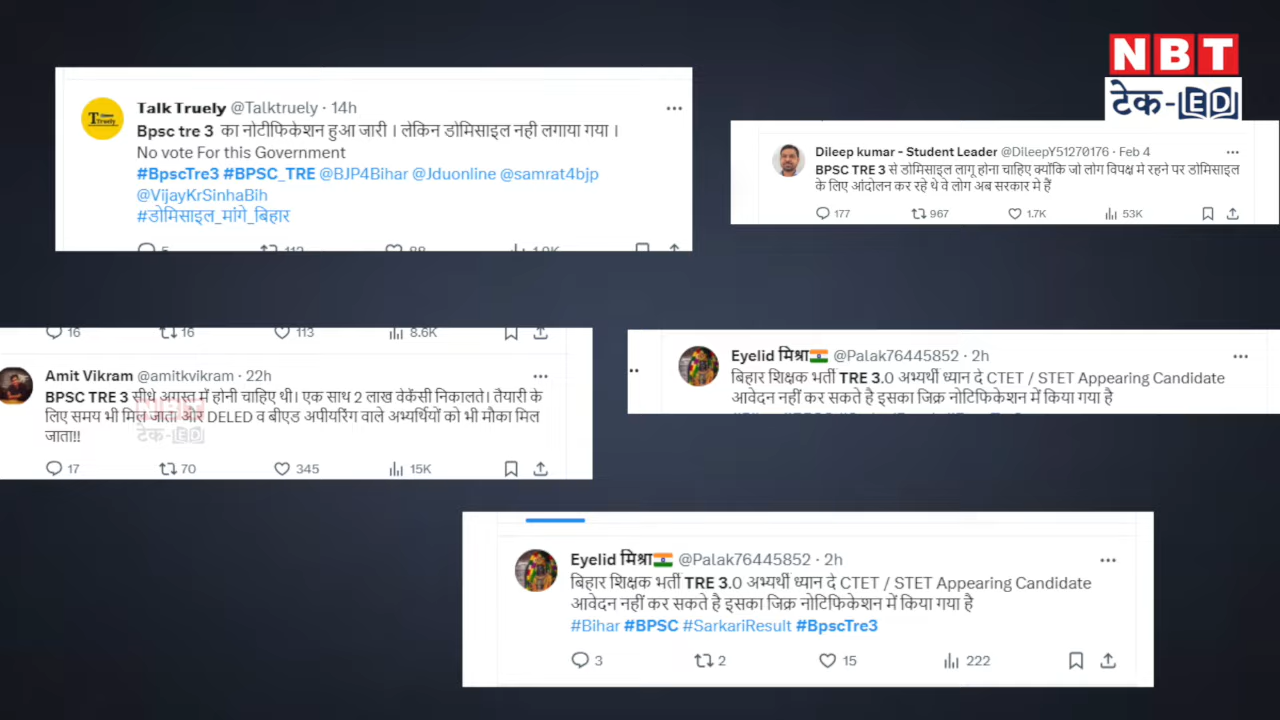 NBT
टेक-ED
Talk Truely @Talktruely · 14h
Bpsc tre 3 का नोटीफिकेशन हुआ जारी । लेकिन डोमिसाइल नही लगाया गया ।
No vote For this Government
#BpscTre3 #BPSC_TRE @BJP4Bihar @Jduonline @samrat4bjp
@VijayKrSinhaBih
#डोमिसाइल_मांगे_बिहार
Dileep kumar - Student Leader @DileepY51270176 · Feb 4
BPSC TRE 3 से डोमिसाइल लागू होना चाहिए क्योंकि जो लोग विपक्ष मे रहने पर डोमिसाइल
के लिए आंदोलन कर रहे थे वे लोग अब सरकार मे हैं
177 967 1.7K 53K
16 16 113 8.6K
Amit Vikram @amitkvikram · 22h
BPSC TRE 3 सीधे अगस्त में होनी चाहिए थी। एक साथ 2 लाख वेकेंसी निकालते। तैयारी के
लिए समय भी मिल जाता और DELED व बीएड अपीयरिंग वाले अभ्यर्थियों को भी मौका मिल
जाता!!
टेक-ED
17 70 345 15K
Eyelid मिश्रा @Palak76445852 · 2h
बिहार शिक्षक भर्ती TRE 3.0 अभ्यर्थी ध्यान दे CTET / STET Appearing Candidate
आवेदन नहीं कर सकते है इसका जिक्र नोटिफिकेशन में किया गया है
Eyelid मिश्रा @Palak76445852 · 2h
बिहार शिक्षक भर्ती TRE 3.0 अभ्यर्थी ध्यान दे CTET / STET Appearing Candidate
आवेदन नहीं कर सकते है इसका जिक्र नोटिफिकेशन में किया गया है
#Bihar #BPSC #SarkariResult #BpscTre3
3 2 15 222